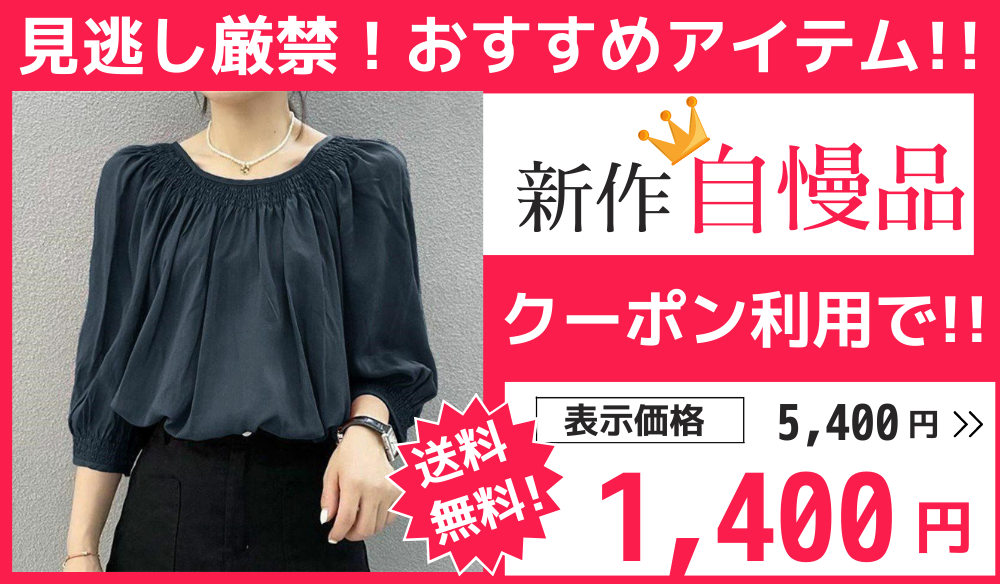 見逃し厳禁！おすすめアイテム!!
新作自慢品
クーポン利用で!!
表示価格 5,400円 >>
1,400円
送料
無料!